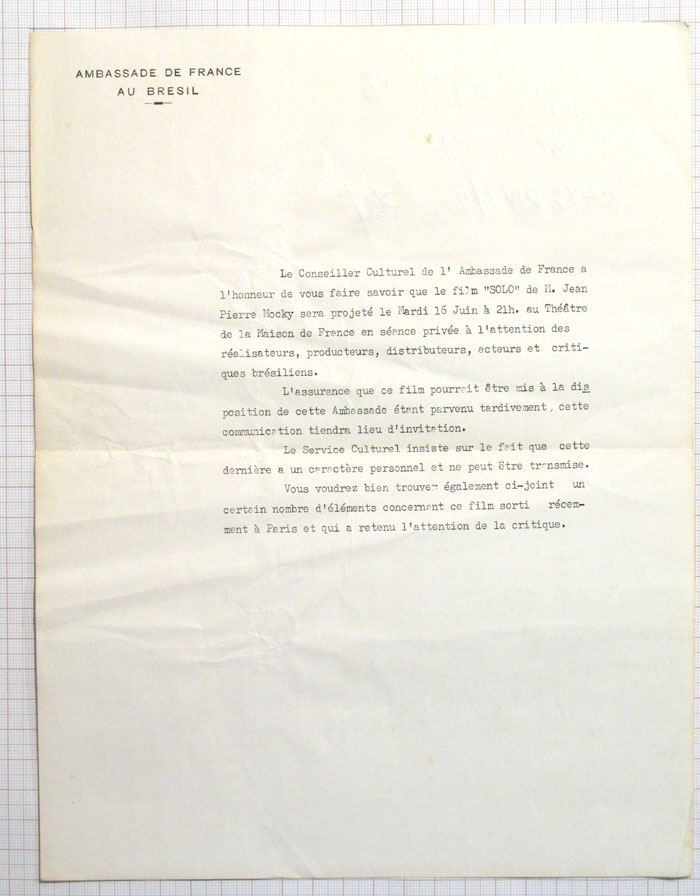 AMBASSADE DE FRANCE
AU BRESIL
Le Conseiller Culturel de l' Ambassade de France a
l'honneur de vous faire savoir que le film "SOLO" de M. Jean
Pierre Mocky sera projeté le Mardi 16 Juin à 21h. au Théâtre
de la Maison de France en séance privée à l'attention des
réalisateurs, producteurs, distributeurs, acteurs et criti-
ques brésiliens.
L'assurance que ce film pourrait être mis à la dis
position de cette Ambassade étant parvenu tardivement, cette
communication tiendra lieu d'invitation.
Le Service Culturel insiste sur le fait que cette
dernière a un caractère personnel et ne peut être transmise.
Vous voudrez bien trouver également ci-joint un
certain nombre d'éléments concernant ce film sorti récem-
ment à Paris et qui a retenu l'attention de la critique.